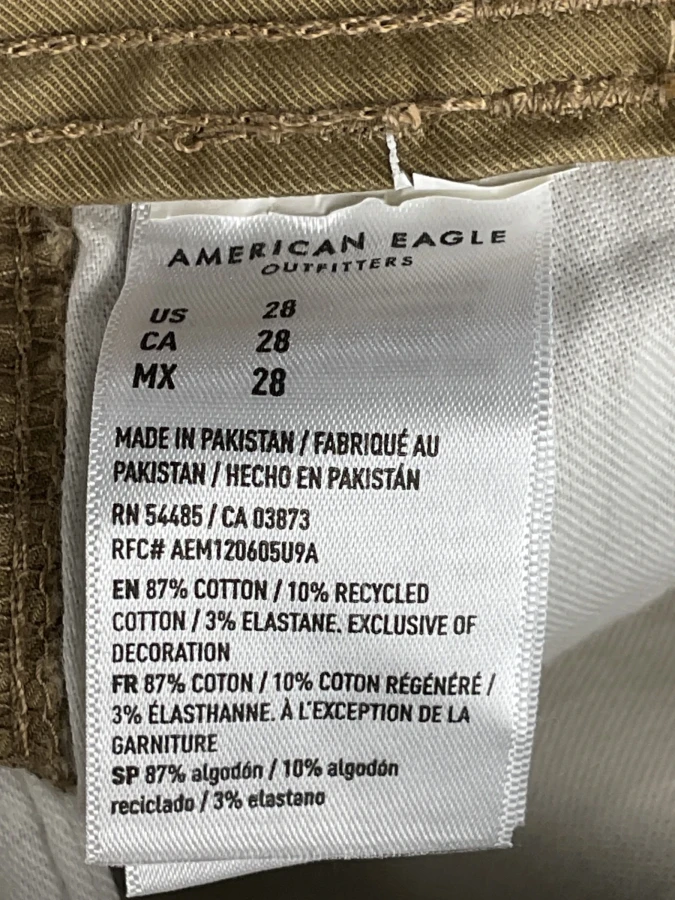 AMERICAN EAGLE
OUTFITTERS
US 28
CA 28
MX 28
MADE IN PAKISTAN / FABRIQUÉ AU
PAKISTAN / HECHO EN PAKISTÁN
RN 54485 / CA 03873
RFC# AEM120605U9A
EN 87% COTTON / 10% RECYCLED
COTTON / 3% ELASTANE. EXCLUSIVE OF
DECORATION
FR 87% COTON / 10% COTON RÉGÉNÉRÉ /
3% ÉLASTHANNE. À L'EXCEPTION DE LA
GARNITURE
SP 87% algodón / 10% algodón
reciclado / 3% elastano